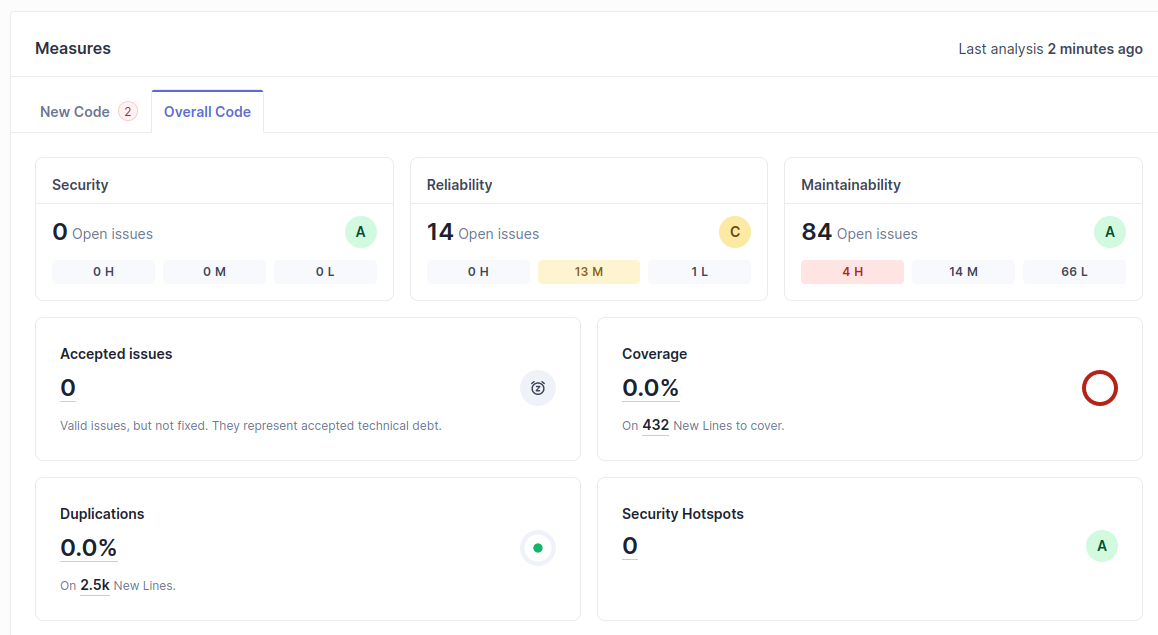 Measures
Last analysis 2 minutes ago
New Code 2
Overall Code
Security
0 Open issues
A
0 H
0 M
0 L
Reliability
14 Open issues
C
0 H
13 M
1 L
Maintainability
84 Open issues
A
4 H
14 M
66 L
Accepted issues
0
Valid issues, but not fixed. They represent accepted technical debt.
Coverage
0.0%
On 432 New Lines to cover.
Duplications
0.0%
On 2.5k New Lines.
Security Hotspots
0
A